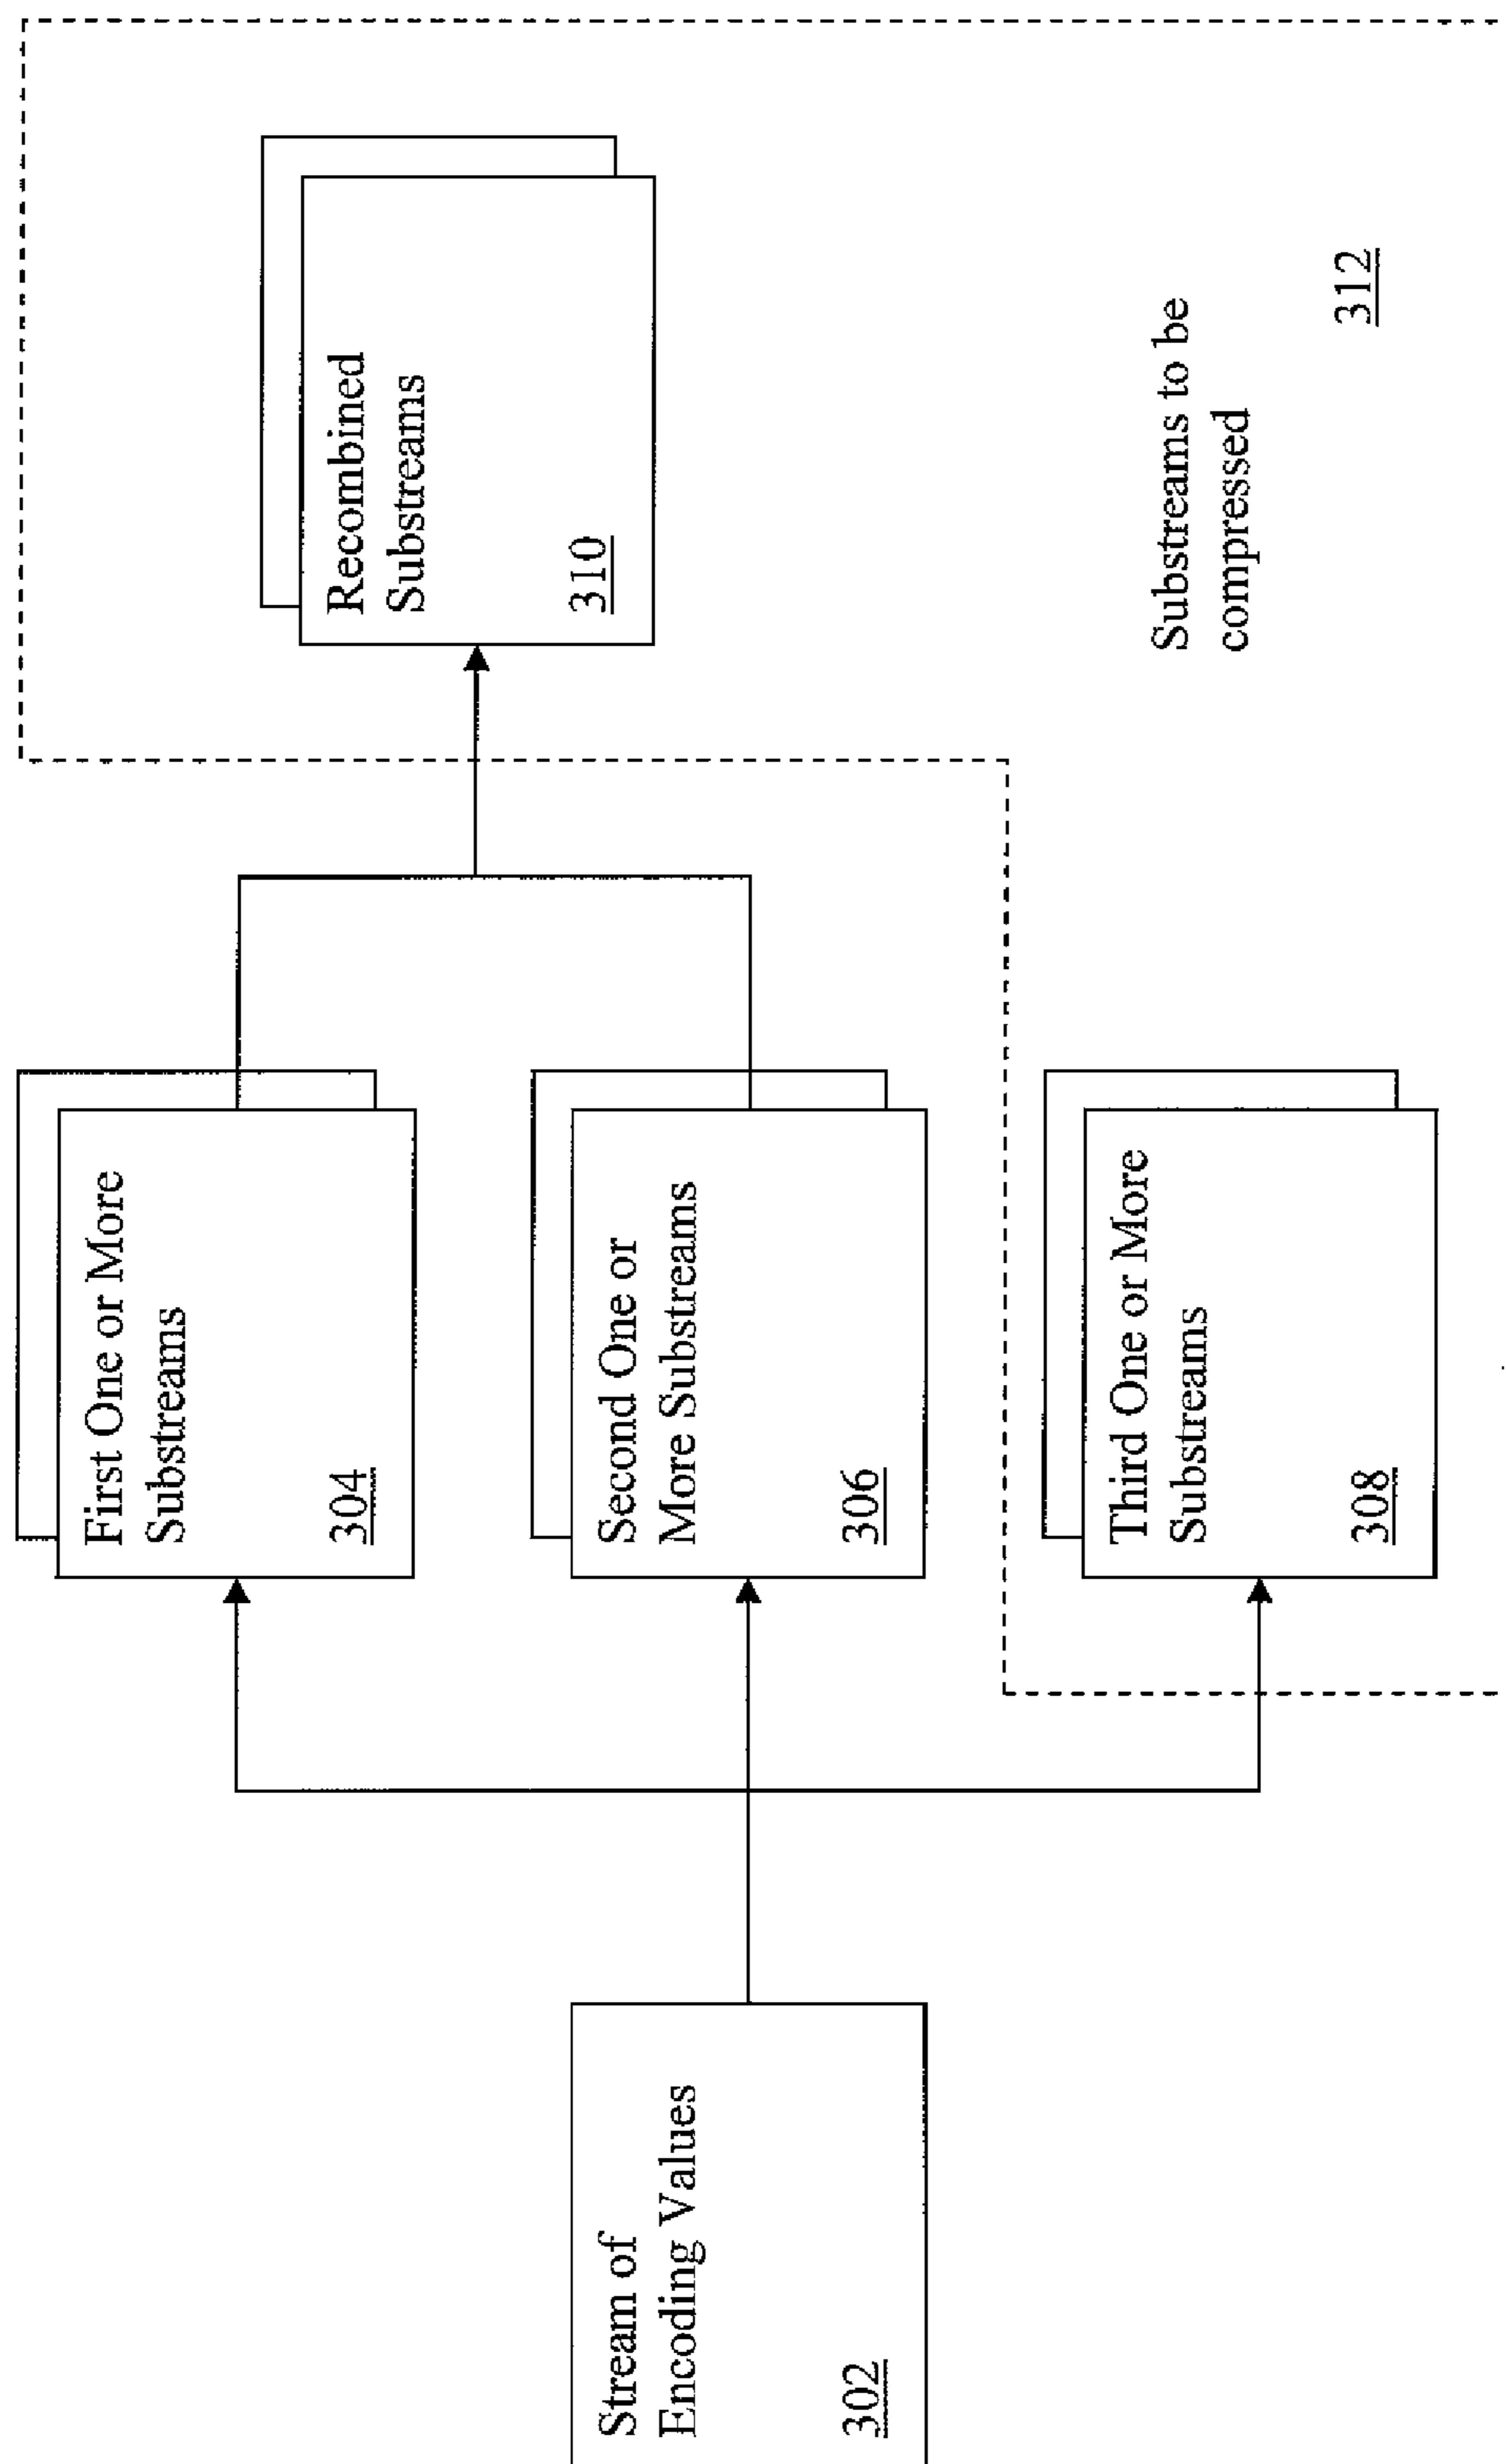 Stream of
Encoding Values
302
First One or More
Substreams
304
Second One or
More Substreams
306
Third One or More
Substreams
308
Recombined
Substreams
310
Substreams to be
compressed
312